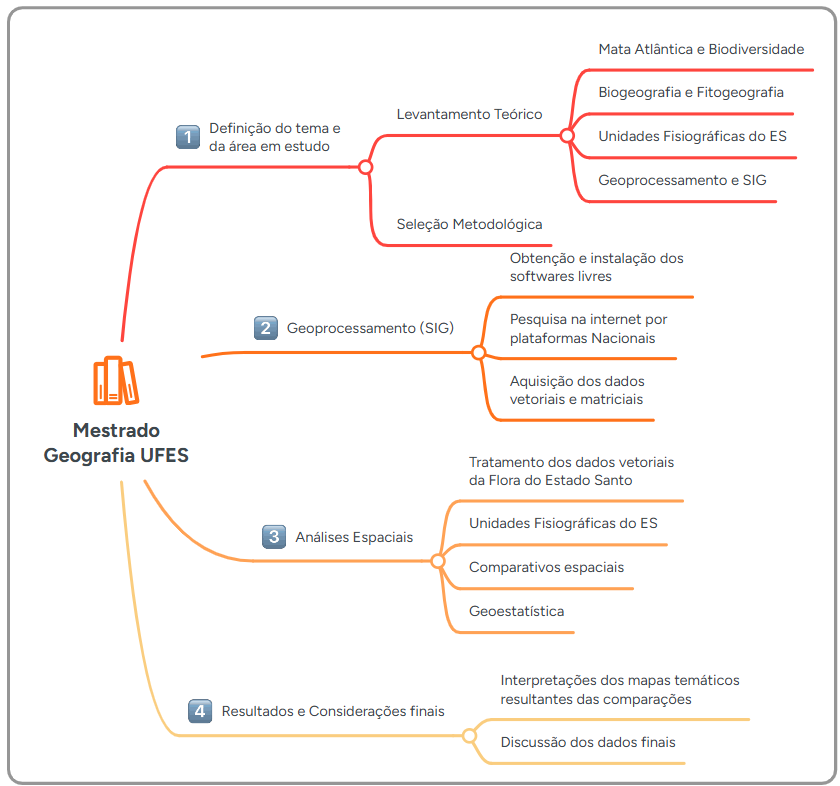 Mestrado
Geografia UFES
1
Definição do tema e
da área em estudo
Levantamento Teórico
Mata Atlântica e Biodiversidade
Biogeografia e Fitogeografia
Unidades Fisiográficas do ES
Geoprocessamento e SIG
Seleção Metodológica
2
Geoprocessamento (SIG)
Obtenção e instalação dos
softwares livres
Pesquisa na internet por
plataformas Nacionais
Aquisição dos dados
vetoriais e matriciais
3
Análises Espaciais
Tratamento dos dados vetoriais
da Flora do Estado Santo
Unidades Fisiográficas do ES
Comparativos espaciais
Geoestatística
4
Resultados e Considerações finais
Interpretações dos mapas temáticos
resultantes das comparações
Discussão dos dados finais